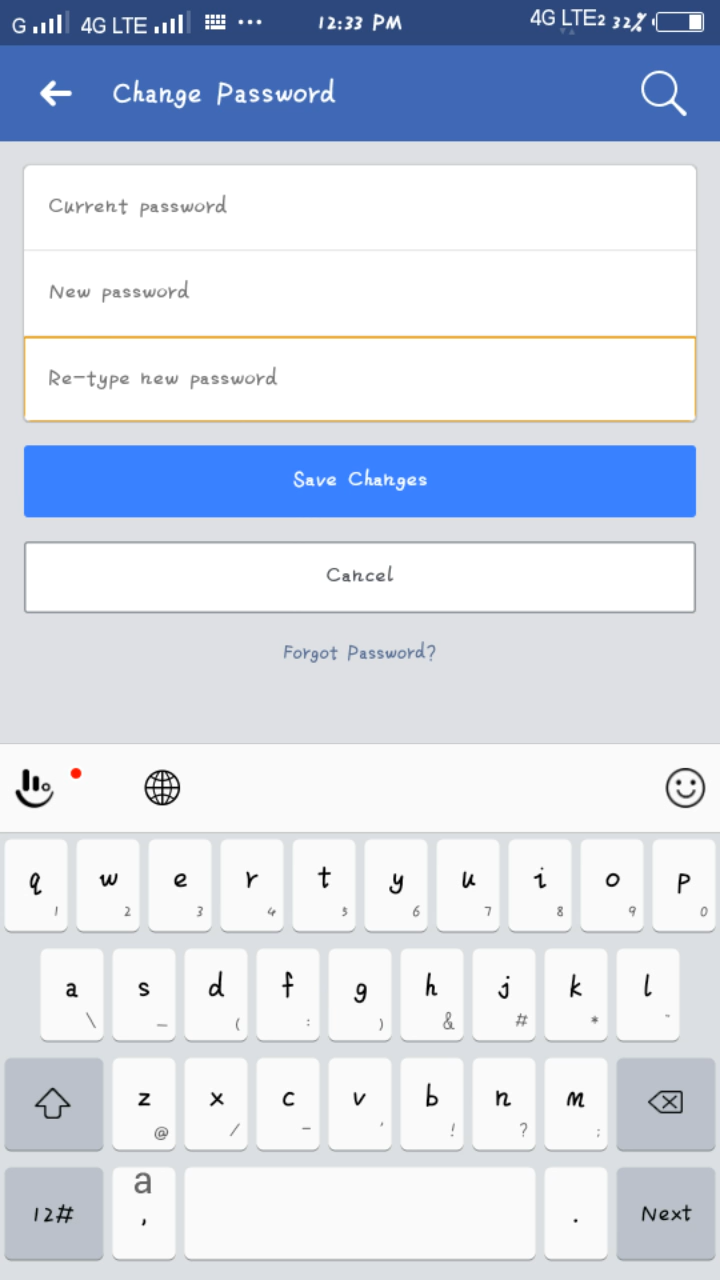 G 4G LTE ... 12:33 PM 4G LTE2 32%
Change Password
Current password
New password
Re-type new password
Save Changes
Cancel
Forgot Password?
q w e r t y u i o p
1 2 3 4 5 6 7 8 9 0
a s d f g h j k l
\ _ ( : ) & # * ~
z x c v b n m
@ / - ' ! ? ;
a
12# , . Next